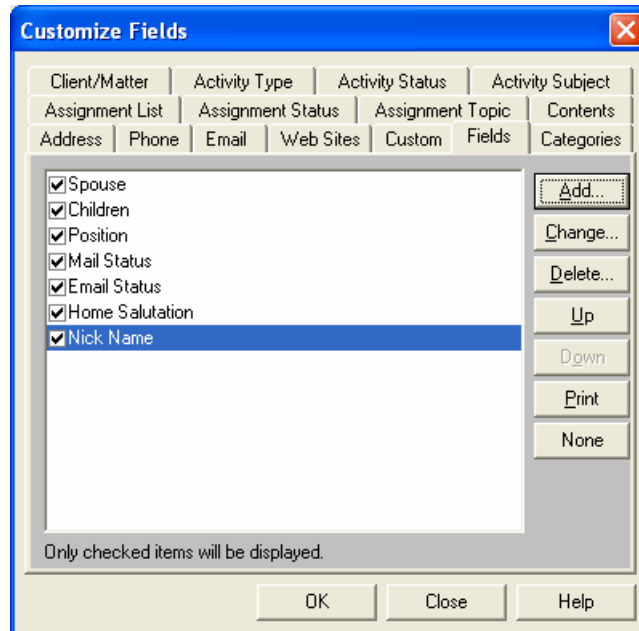 Customize Fields
Client/Matter Activity Type Activity Status Activity Subject
Assignment List Assignment Status Assignment Topic Contents
Address Phone Email Web Sites Custom Fields Categories
Spouse
Children
Position
Mail Status
Email Status
Home Salutation
Nick Name
Add...
Change...
Delete...
Up
Down
Print
None
Only checked items will be displayed.
OK Close Help